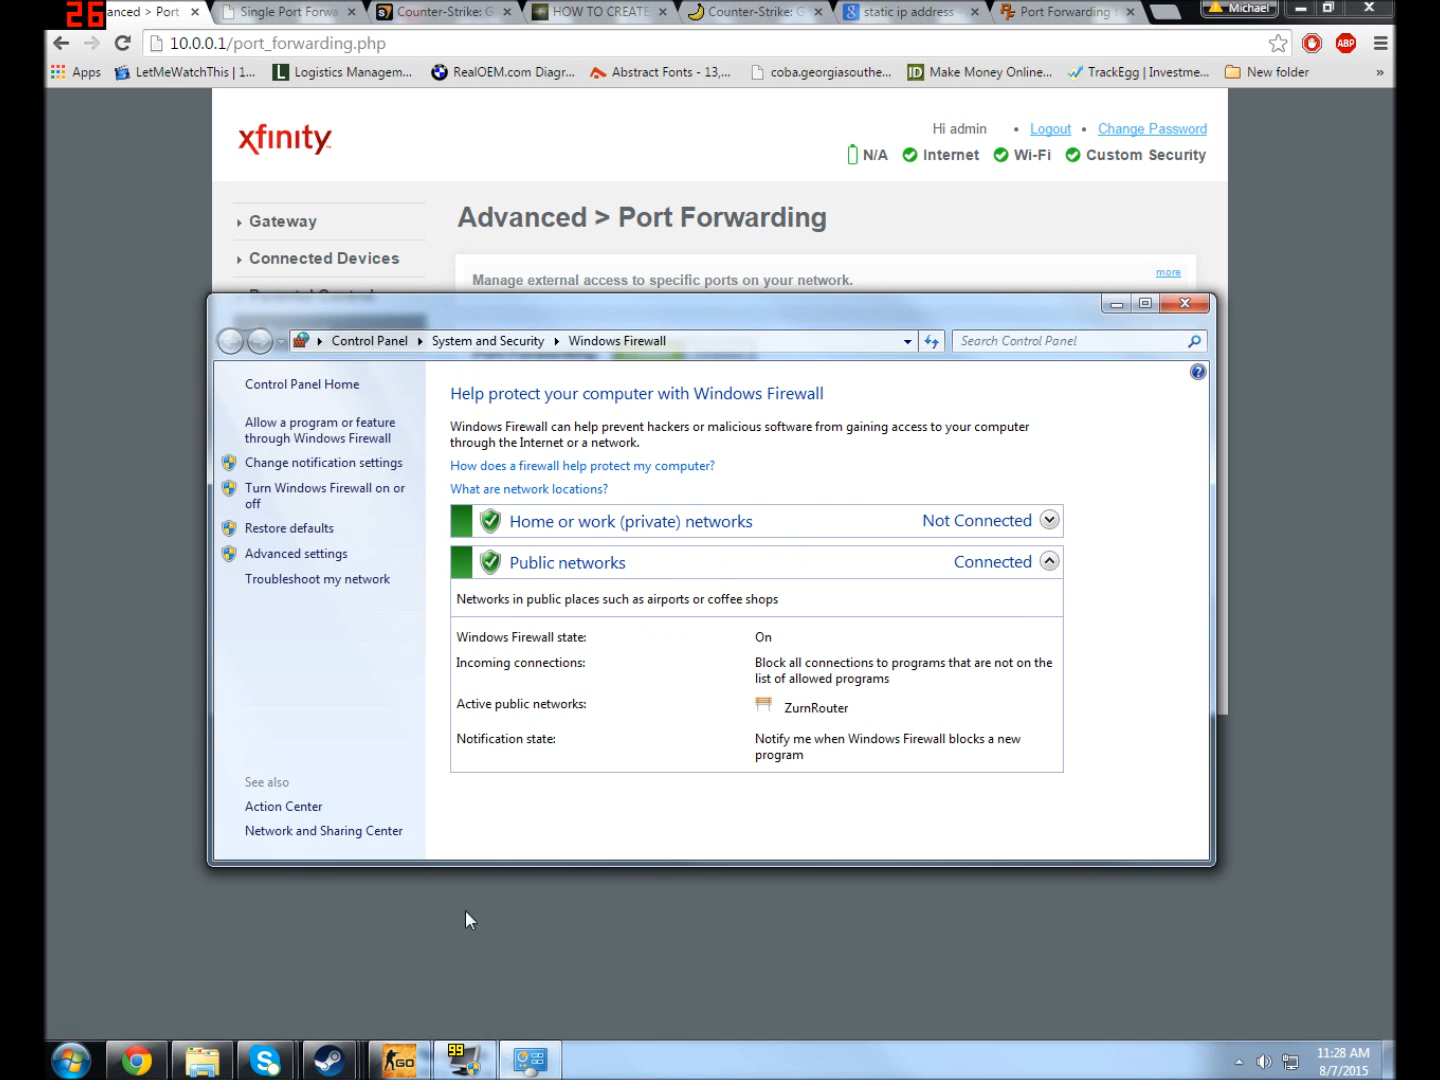 26
anced > Port
Single Port Forwa
Counter-Strike: G
HOW TO CREATE
Counter-Strike: G
static ip address -
Port Forwarding
Michael
10.0.0.1/port_forwarding.php
ABP
Apps
LetMeWatchThis | 1...
Logistics Managem...
RealOEM.com Diagr...
Abstract Fonts - 13,...
coba.georgiasouthe...
Make Money Online...
TrackEgg | Investme...
New folder
»
xfinity
Hi admin • Logout • Change Password
N/A Internet Wi-Fi Custom Security
Gateway
Connected Devices
Advanced > Port Forwarding
Manage external access to specific ports on your network.
more
Control Panel
System and Security
Windows Firewall
Search Control Panel
Control Panel Home
Allow a program or feature
through Windows Firewall
Change notification settings
Turn Windows Firewall on or
off
Restore defaults
Advanced settings
Troubleshoot my network
See also
Action Center
Network and Sharing Center
Help protect your computer with Windows Firewall
Windows Firewall can help prevent hackers or malicious software from gaining access to your computer
through the Internet or a network.
How does a firewall help protect my computer?
What are network locations?
Home or work (private) networks Not Connected
Public networks Connected
Networks in public places such as airports or coffee shops
Windows Firewall state: On
Incoming connections: Block all connections to programs that are not on the
list of allowed programs
Active public networks: ZurnRouter
Notification state: Notify me when Windows Firewall blocks a new
program
GO
99
11:28 AM
8/7/2015